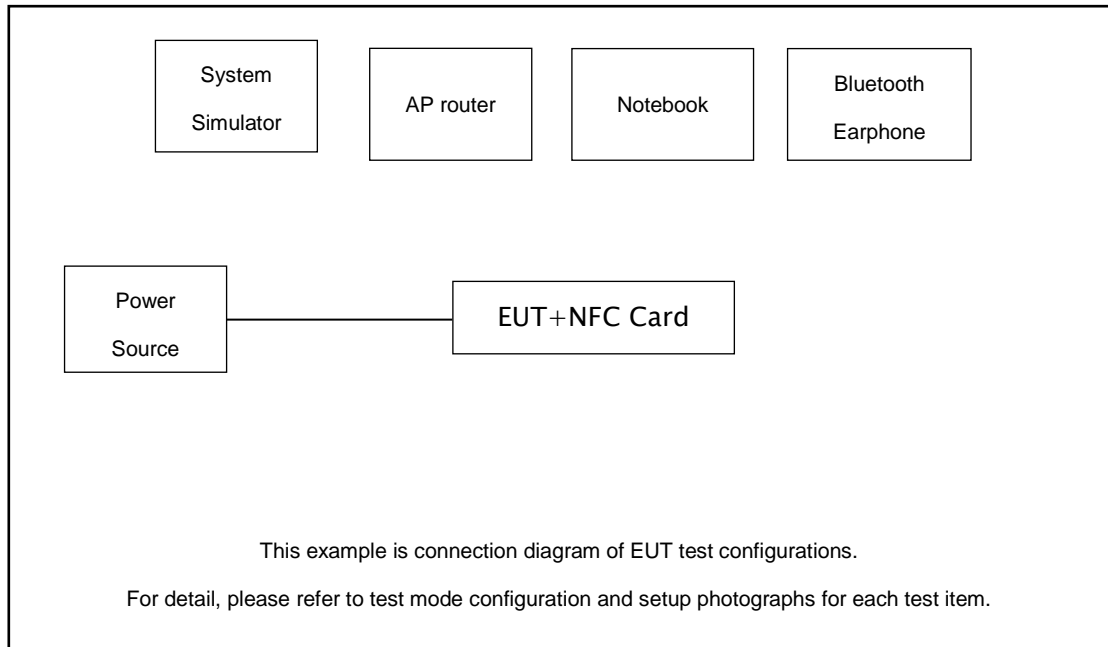 System
Simulator
AP router
Notebook
Bluetooth
Earphone
Power
Source
EUT+NFC Card
This example is connection diagram of EUT test configurations.
For detail, please refer to test mode configuration and setup photographs for each test item.